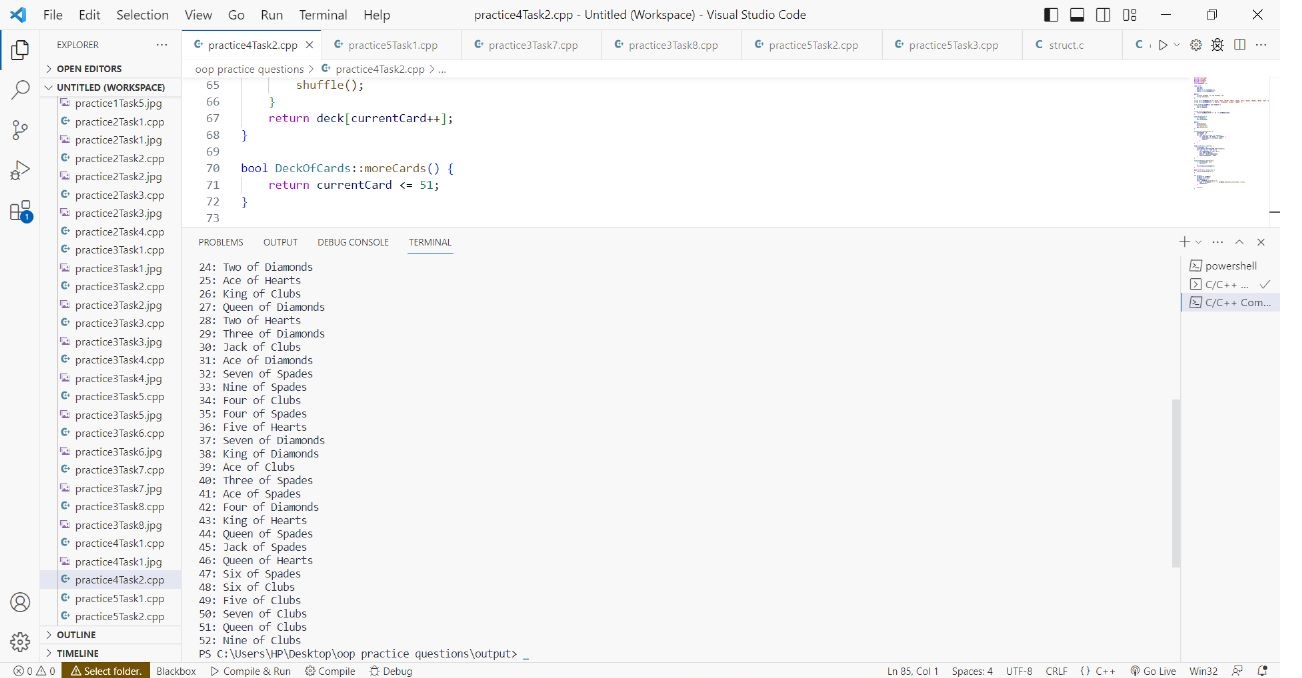 File Edit Selection View Go Run Terminal Help
practice4Task2.cpp - Untitled (Workspace) - Visual Studio Code
EXPLORER
practice4Task2.cpp practice5Task1.cpp practice3Task7.cpp practice3Task8.cpp practice5Task2.cpp practice5Task3.cpp struct.c
OPEN EDITORS
UNTITLED (WORKSPACE)
practice1Task5.jpg
practice2Task1.cpp
practice2Task1.jpg
practice2Task2.cpp
practice2Task2.jpg
practice2Task3.cpp
practice2Task3.jpg
practice2Task4.cpp
practice3Task1.cpp
practice3Task1.jpg
practice3Task2.cpp
practice3Task2.jpg
practice3Task3.cpp
practice3Task3.jpg
practice3Task4.cpp
practice3Task4.jpg
practice3Task5.cpp
practice3Task5.jpg
practice3Task6.cpp
practice3Task6.jpg
practice3Task7.cpp
practice3Task7.jpg
practice3Task8.cpp
practice3Task8.jpg
practice4Task1.cpp
practice4Task1.jpg
practice4Task2.cpp
practice5Task1.cpp
practice5Task2.cpp
OUTLINE
TIMELINE
oop practice questions > practice4Task2.cpp > ...
65 shuffle();
66 }
67 return deck[currentCard++];
68 }
69
70 bool DeckOfCards::moreCards() {
71 return currentCard <= 51;
72 }
73
PROBLEMS OUTPUT DEBUG CONSOLE TERMINAL
24: Two of Diamonds
25: Ace of Hearts
26: King of Clubs
27: Queen of Diamonds
28: Two of Hearts
29: Three of Diamonds
30: Jack of Clubs
31: Ace of Diamonds
32: Seven of Spades
33: Nine of Spades
34: Four of Clubs
35: Four of Spades
36: Five of Hearts
37: Seven of Diamonds
38: King of Diamonds
39: Ace of Clubs
40: Three of Spades
41: Ace of Spades
42: Four of Diamonds
43: King of Hearts
44: Queen of Spades
45: Jack of Spades
46: Queen of Hearts
47: Six of Spades
48: Six of Clubs
49: Five of Clubs
50: Seven of Clubs
51: Queen of Clubs
52: Nine of Clubs
PS C:\Users\HP\Desktop\oop practice questions\output> _
powershell
C/C++ ...
C/C++ Com...
0 0 Select folder. Blackbox Compile & Run Compile Debug
Ln 85, Col 1 Spaces: 4 UTF-8 CRLF {} C++ Go Live Win32